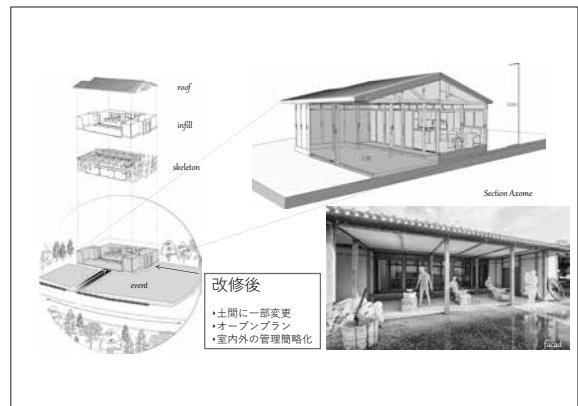 roof
infill
skeleton
event
Section Axome
改修後
・土間に一部変更
・オープンプラン
・室内外の管理簡略化
facad